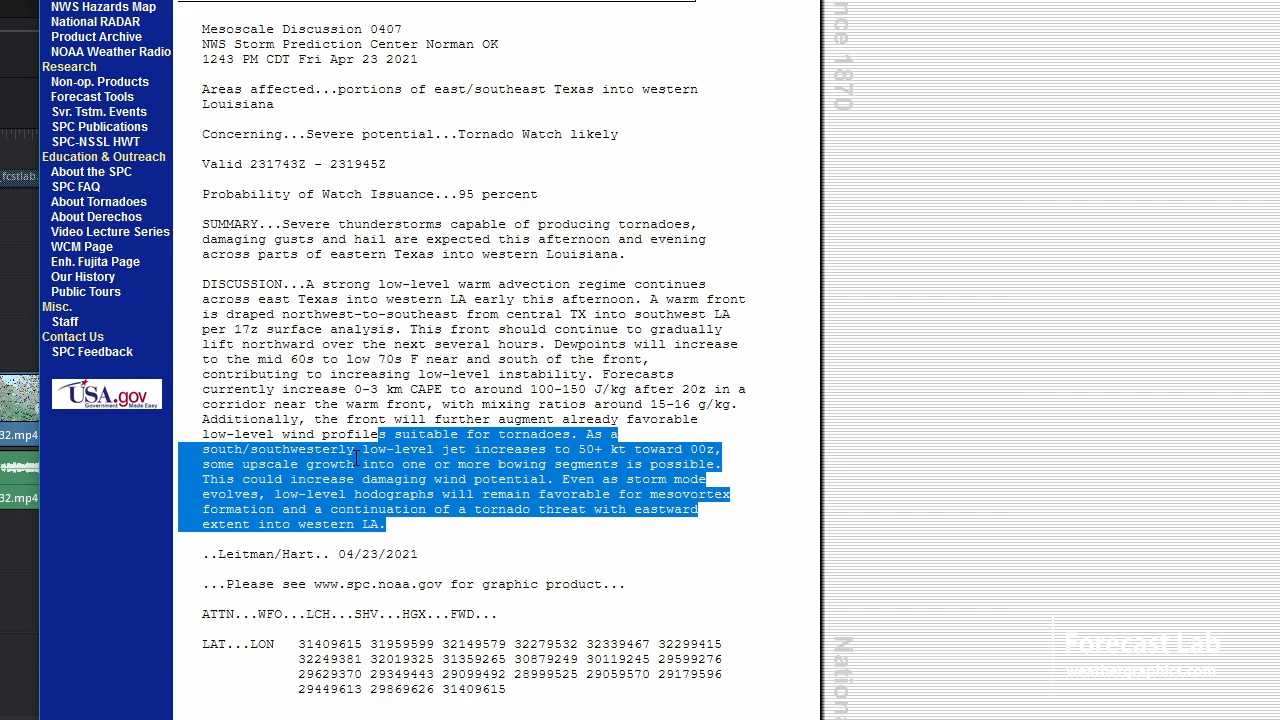 NWS Hazards Map
National RADAR
Product Archive
NOAA Weather Radio
Research
Non-op. Products
Forecast Tools
Svr. Tstm. Events
SPC Publications
SPC-NSSL HWT
Education & Outreach
About the SPC
SPC FAQ
About Tornadoes
About Derechos
Video Lecture Series
WCM Page
Enh. Fujita Page
Our History
Public Tours
Misc.
Staff
Contact Us
SPC Feedback
USA.gov
Government Made Easy
ftcstlab.
32.mp4
32.mp4
Mesoscale Discussion 0407
NWS Storm Prediction Center Norman OK
1243 PM CDT Fri Apr 23 2021
Areas affected...portions of east/southeast Texas into western
Louisiana
Concerning...Severe potential...Tornado Watch likely
Valid 231743Z - 231945Z
Probability of Watch Issuance...95 percent
SUMMARY...Severe thunderstorms capable of producing tornadoes,
damaging gusts and hail are expected this afternoon and evening
across parts of eastern Texas into western Louisiana.
DISCUSSION...A strong low-level warm advection regime continues
across east Texas into western LA early this afternoon. A warm front
is draped northwest-to-southeast from central TX into southwest LA
per 17z surface analysis. This front should continue to gradually
lift northward over the next several hours. Dewpoints will increase
to the mid 60s to low 70s F near and south of the front,
contributing to increasing low-level instability. Forecasts
currently increase 0-3 km CAPE to around 100-150 J/kg after 20z in a
corridor near the warm front, with mixing ratios around 15-16 g/kg.
Additionally, the front will further augment already favorable
low-level wind profiles suitable for tornadoes. As a
south/southwesterly low-level jet increases to 50+ kt toward 00z,
some upscale growth into one or more bowing segments is possible.
This could increase damaging wind potential. Even as storm mode
evolves, low-level hodographs will remain favorable for mesovortex
formation and a continuation of a tornado threat with eastward
extent into western LA.
..Leitman/Hart.. 04/23/2021
...Please see www.spc.noaa.gov for graphic product...
ATTN...WFO...LCH...SHV...HGX...FWD...
LAT...LON 31409615 31959599 32149579 32279532 32339467 32299415
32249381 32019325 31359265 30879249 30119245 29599276
29629370 29349443 29099492 28995525 29059570 29179596
29449613 29869626 31409615
nce 1870
Nation
Forecast Lab
weathergraphics.com